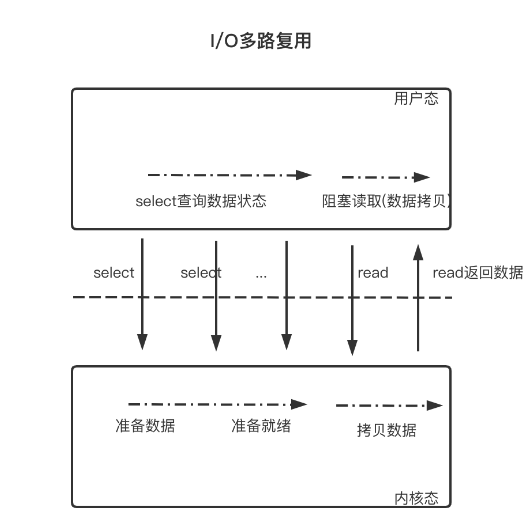 I/O多路复用
用户态
select查询数据状态
阻塞读取(数据拷贝)
select
select
...
read
read返回数据
准备数据
准备就绪
拷贝数据
内核态